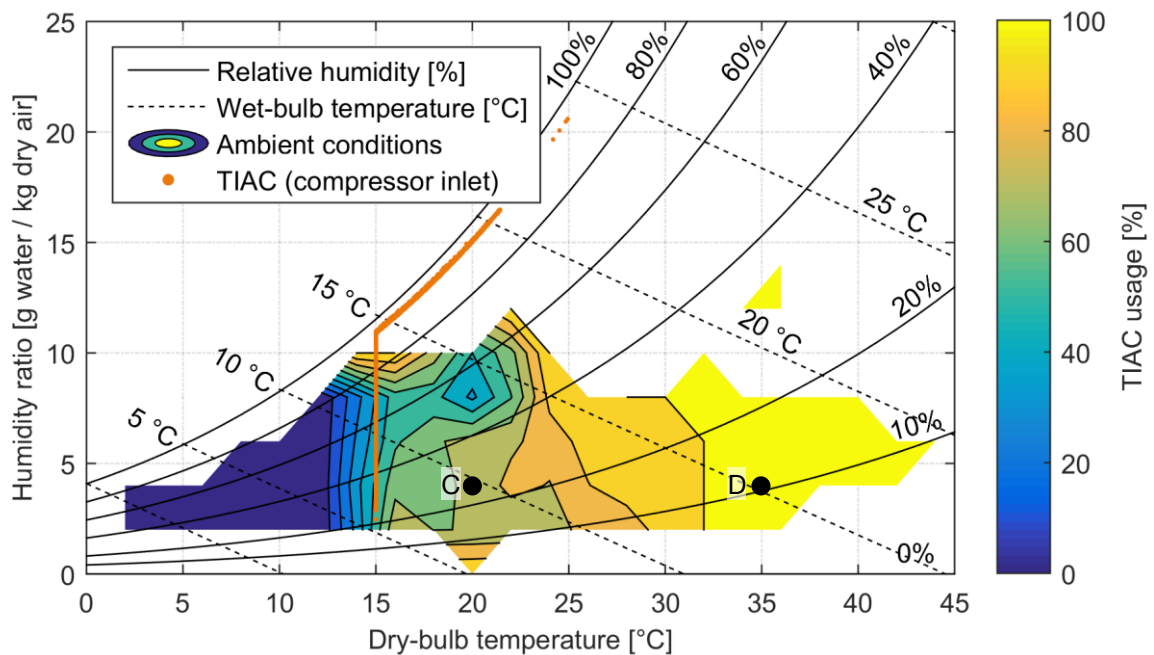 25
20
15
10
5
0
Humidity ratio [g water / kg dry air]
0 5 10 15 20 25 30 35 40 45
Dry-bulb temperature [°C]
Relative humidity [%]
Wet-bulb temperature [°C]
Ambient conditions
TIAC (compressor inlet)
100% 80% 60% 40%
20%
10%
0%
5 °C
10 °C
15 °C
20 °C
25 °C
C
D
100
80
60
40
20
0
TIAC usage [%]